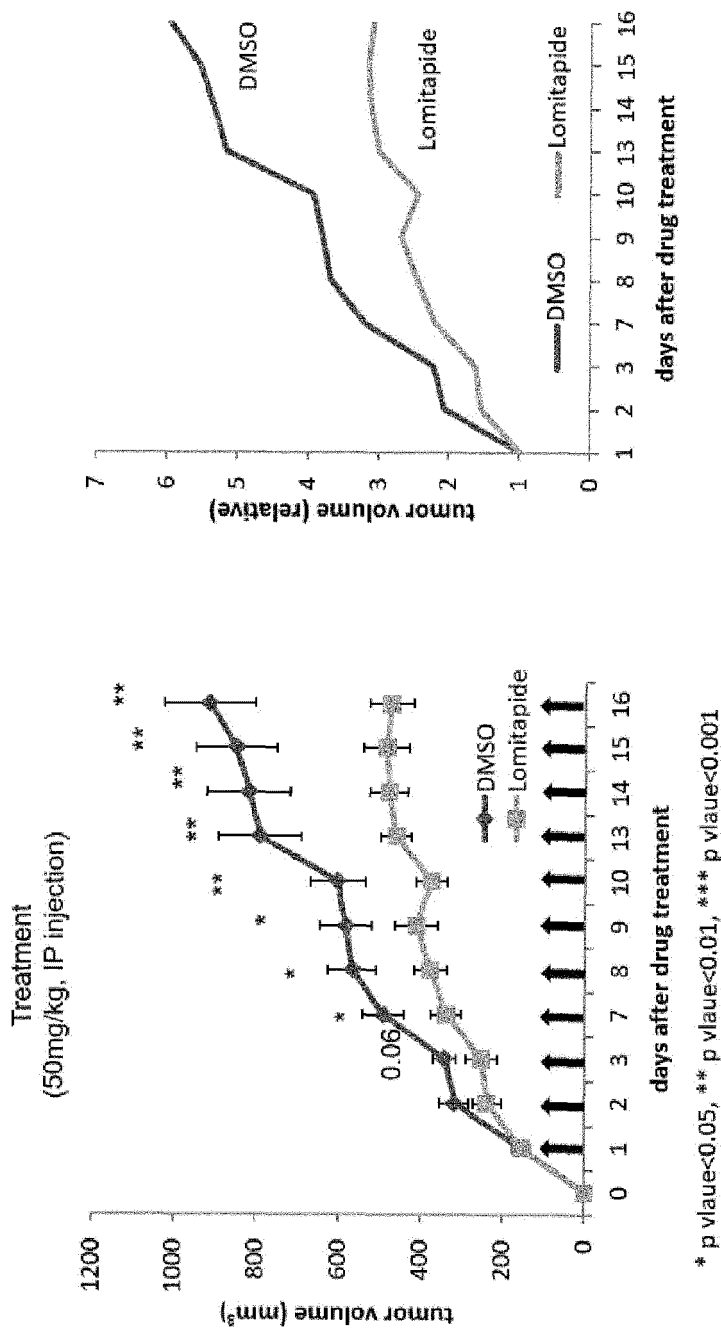 Treatment
(50mg/kg, IP injection)
tumor volume (mm³)
1200
1000
800
600
400
200
0
*
*
*
**
**
**
**
**
0.06
DMSO
Lomitapide
0 1 2 3 7 8 9 10 13 14 15 16
days after drug treatment
* p vlaue<0.05, ** p vlaue<0.01, *** p vlaue<0.001
tumor volume (relative)
7
6
5
4
3
2
1
0
DMSO
Lomitapide
DMSO
Lomitapide
1 2 3 7 8 9 10 13 14 15 16
days after drug treatment